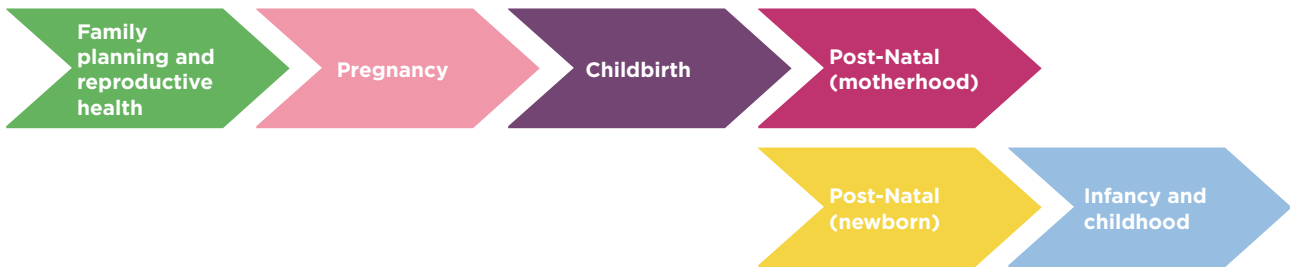 Family
planning and
reproductive
health
Pregnancy
Childbirth
Post-Natal
(motherhood)
Post-Natal
(newborn)
Infancy and
childhood